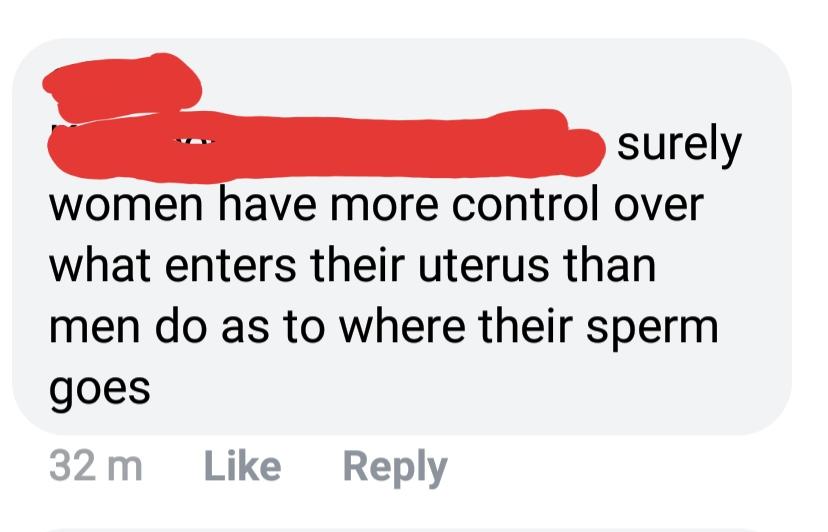 surely
women have more control over
what enters their uterus than
men do as to where their sperm
goes
32 m Like Reply